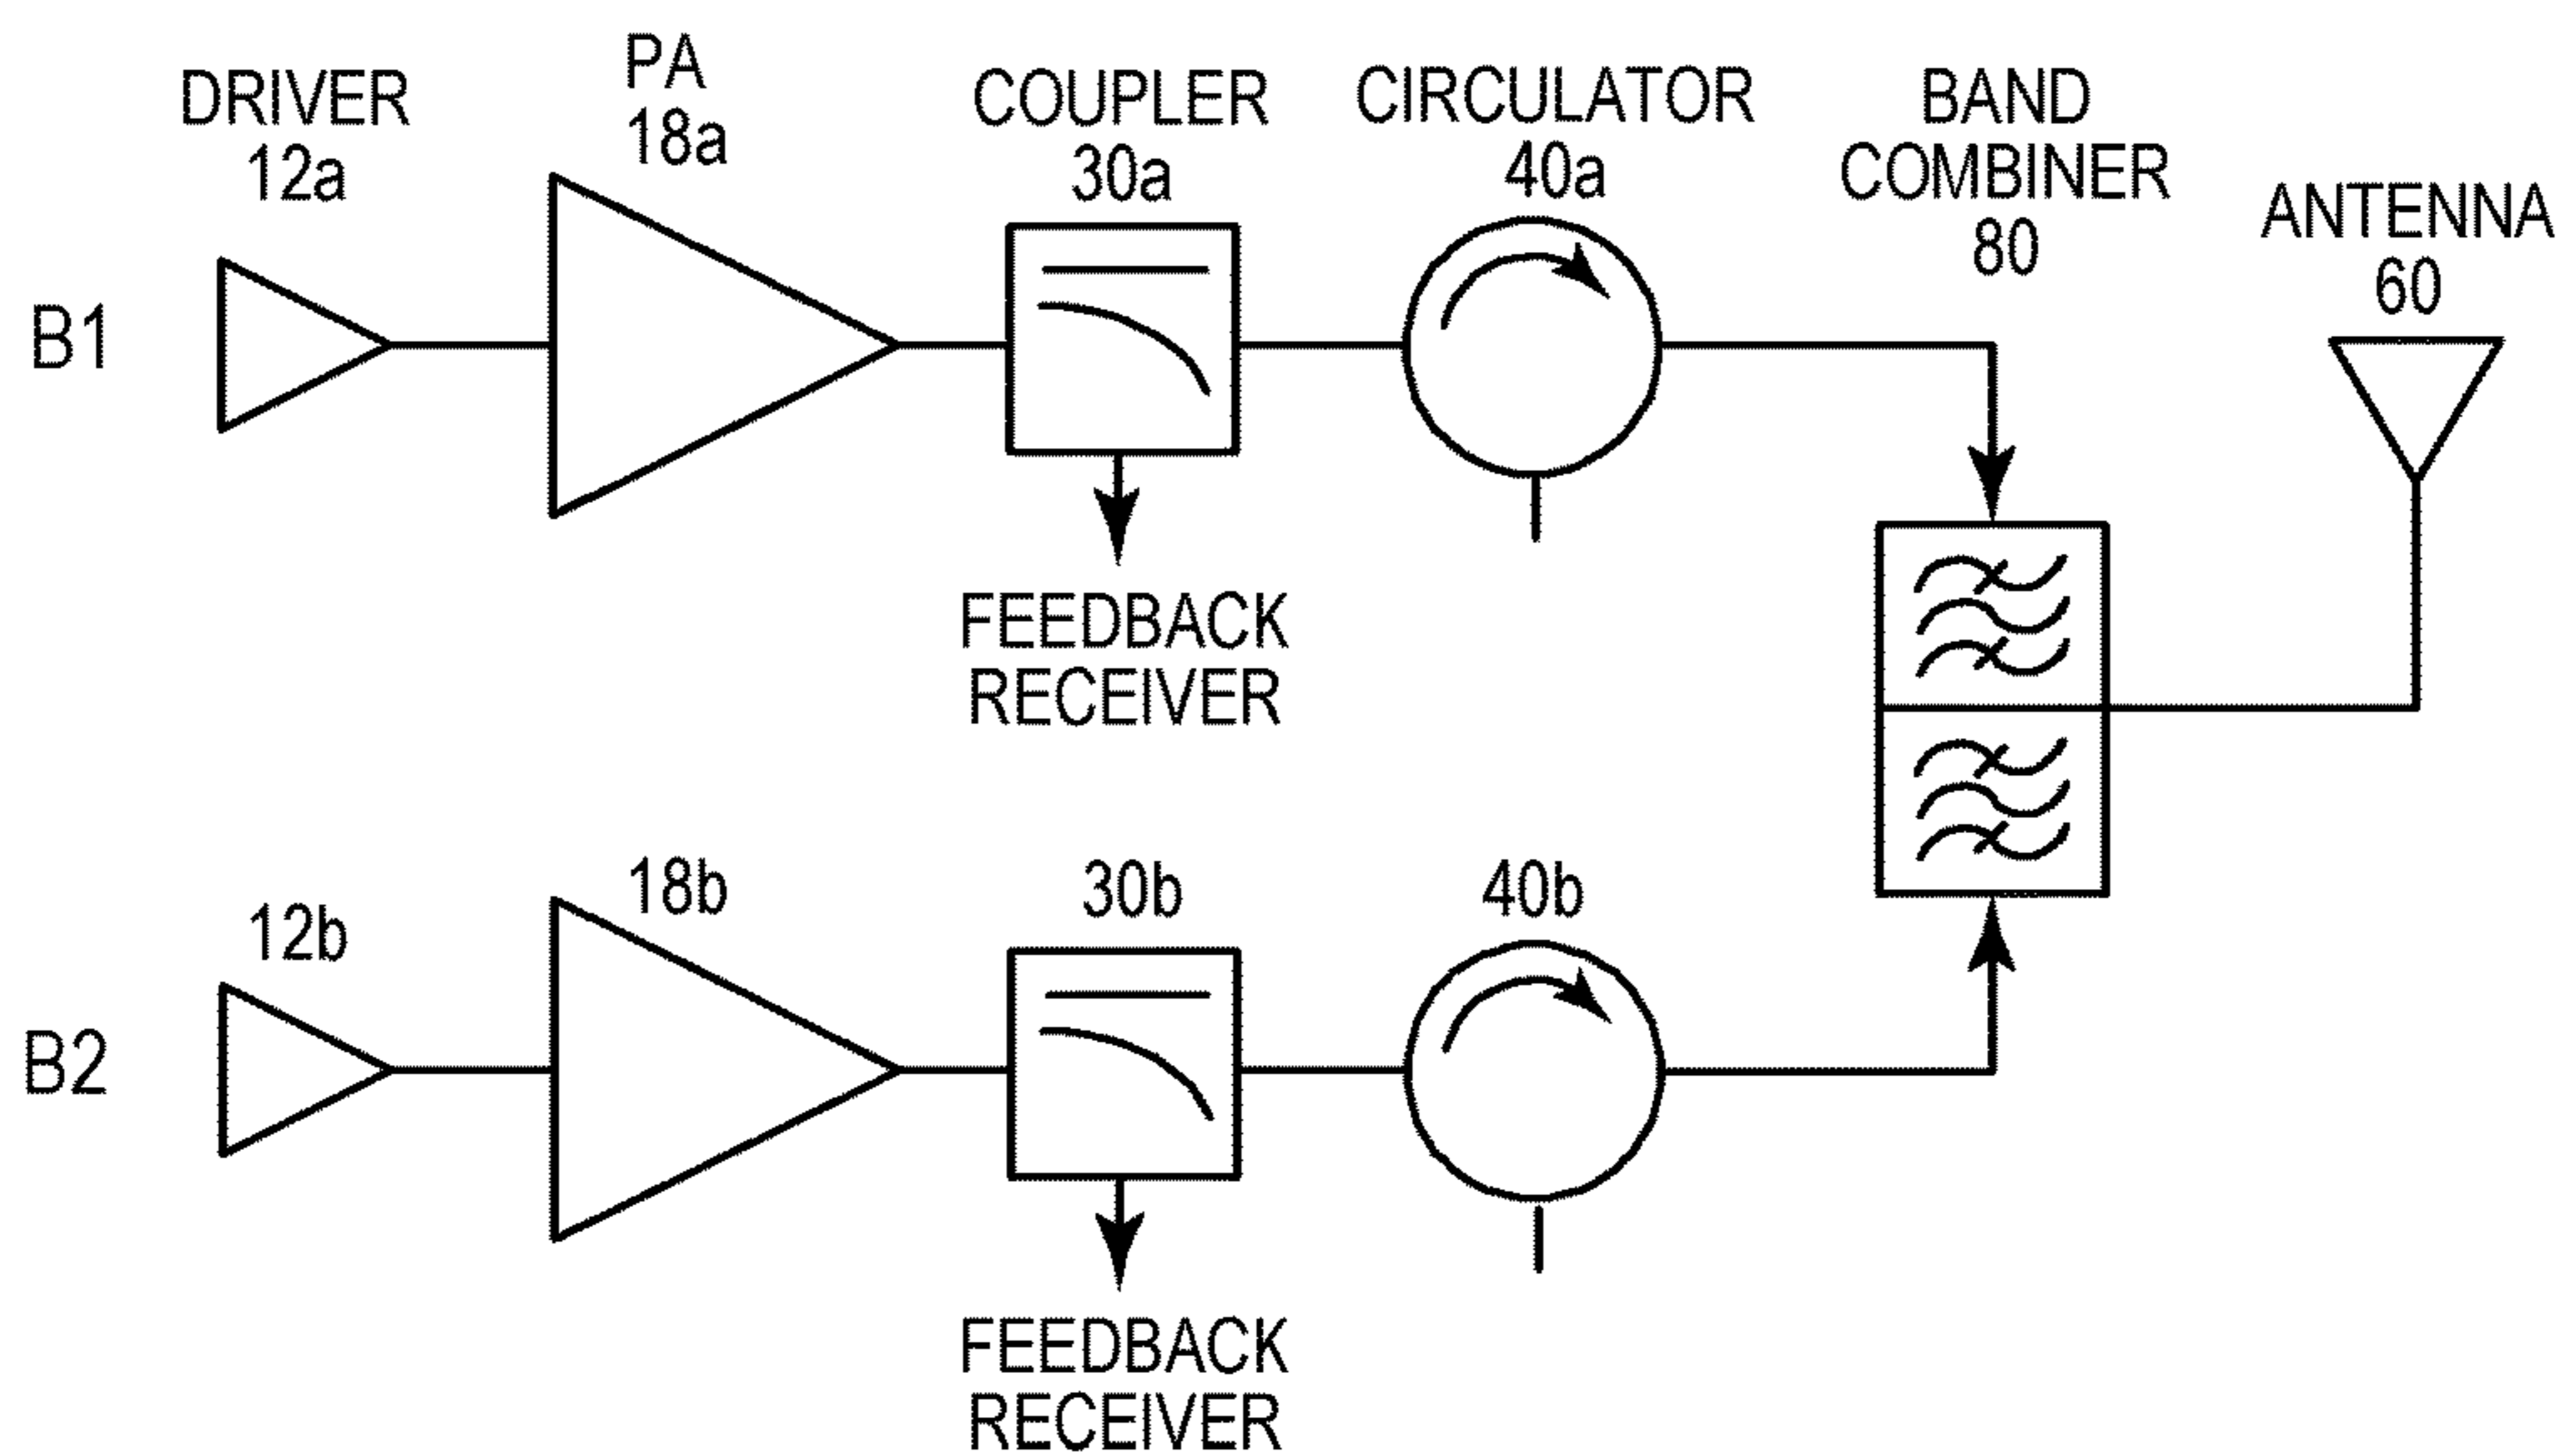 DRIVER
12a
PA
18a
COUPLER
30a
CIRCULATOR
40a
BAND
COMBINER
80
ANTENNA
60
B1
FEEDBACK
RECEIVER
12b
18b
30b
40b
B2
FEEDBACK
RECEIVER